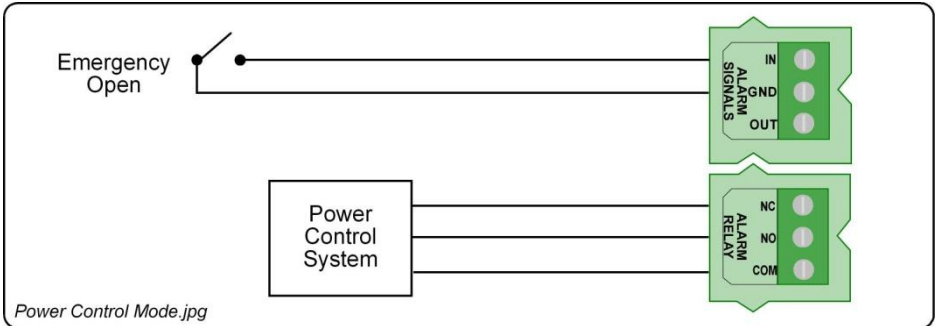 Emergency
Open
IN
GND
OUT
ALARM
SIGNALS
Power
Control
System
NC
NO
COM
ALARM
RELAY
Power Control Mode.jpg